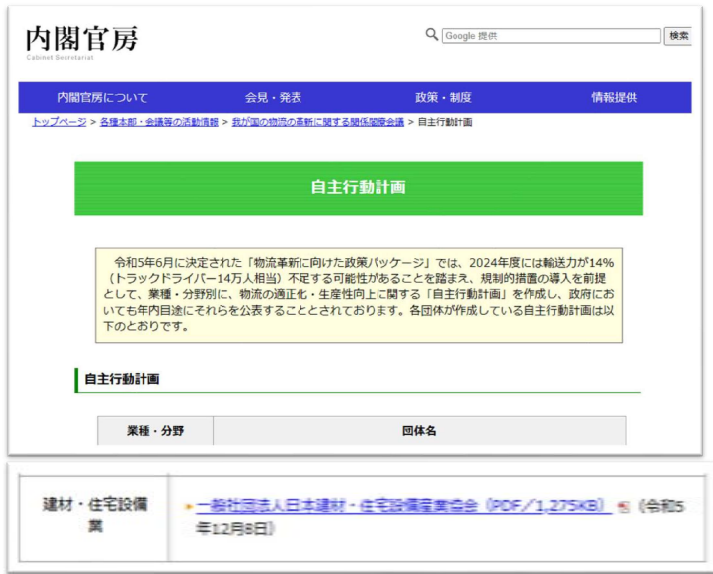 内閣官房
Cabinet Secretariat
Google 提供
検索
内閣官房について
会見・発表
政策・制度
情報提供
トップページ > 各種本部・会議等の活動情報 > 我が国の物流の革新に関する関係閣僚会議 > 自主行動計画
自主行動計画
令和5年6月に決定された「物流革新に向けた政策パッケージ」では、2024年度には輸送力が14%
(トラックドライバー14万人相当)不足する可能性があることを踏まえ、規制的措置の導入を前提
として、業種・分野別に、物流の適正化・生産性向上に関する「自主行動計画」を作成し、政府にお
いても年内目途にそれらを公表することとされております。各団体が作成している自主行動計画は以
下のとおりです。
自主行動計画
業種・分野
団体名
建材・住宅設備
業
一般社団法人日本建材・住宅設備産業協会(PDF/1,275KB) (令和5
年12月8日)